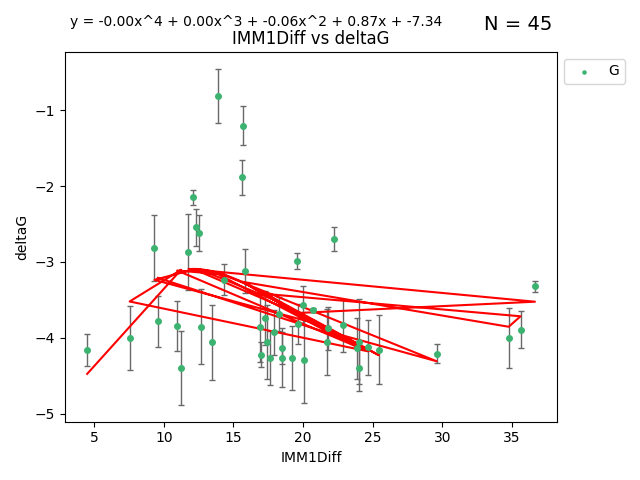 y = -0.00x^4 + 0.00x^3 + -0.06x^2 + 0.87x + -7.34
N = 45
IMM1Diff vs deltaG
G
deltaG
−1
−2
−3
−4
−5
5 10 15 20 25 30 35
IMM1Diff